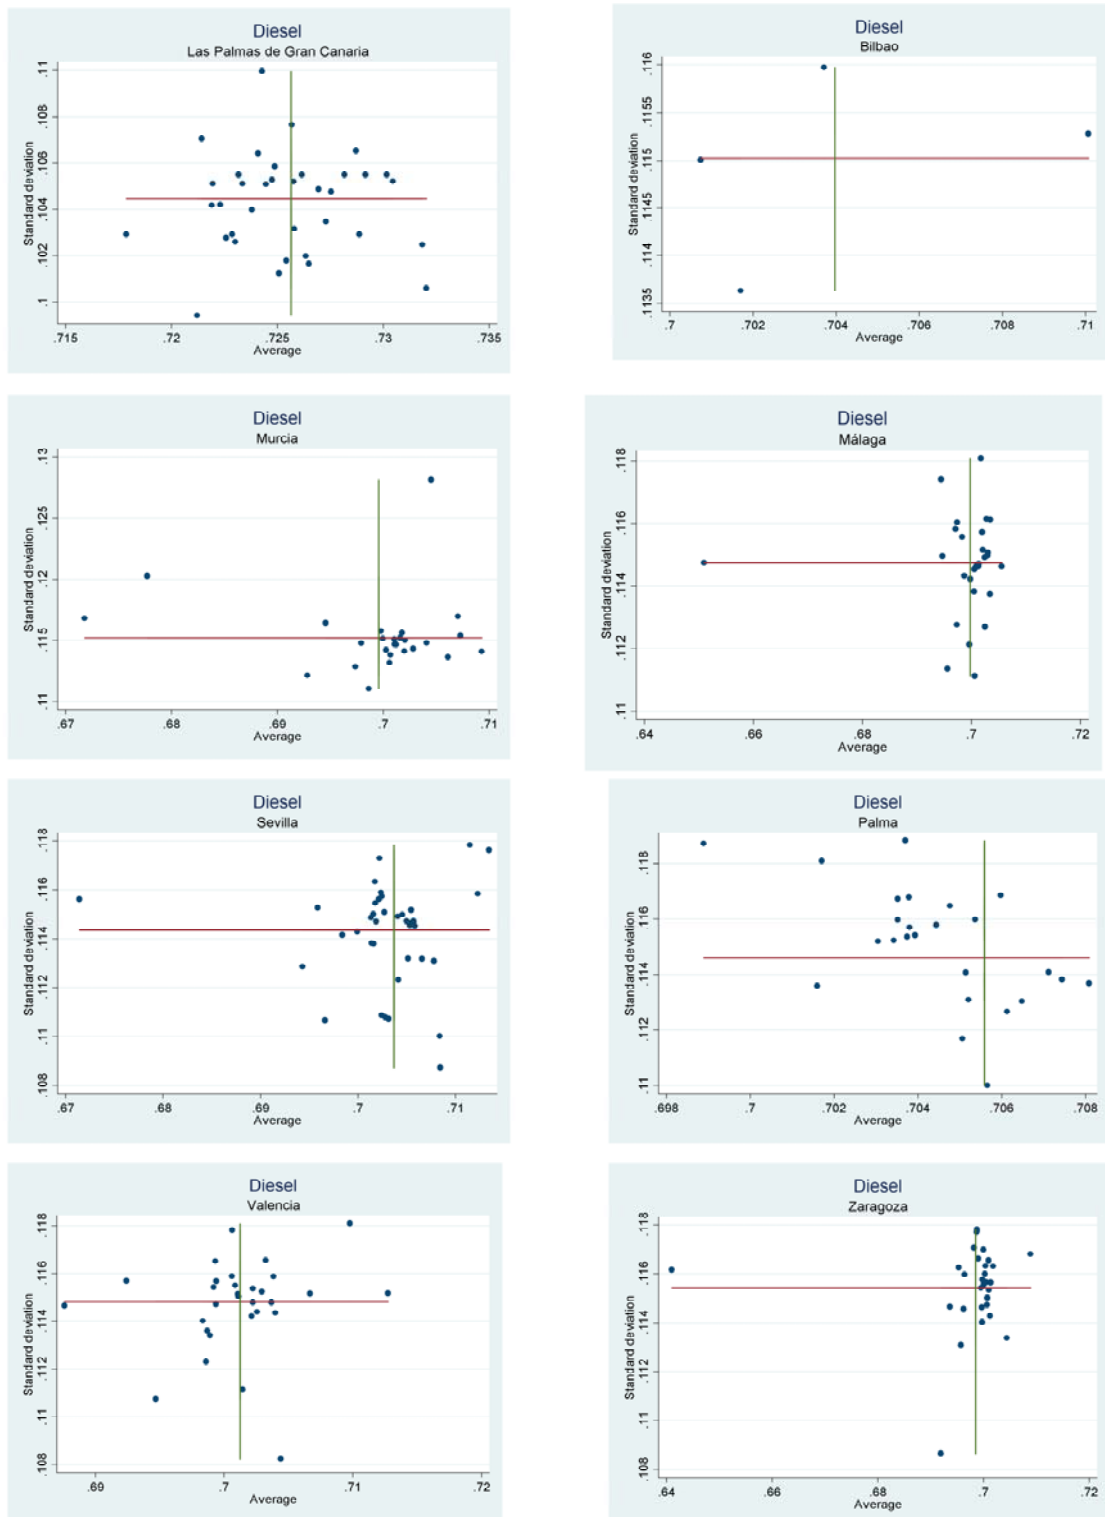 Diesel
Las Palmas de Gran Canaria
Standard deviation
.11
.108
.106
.104
.102
.1
.715
.72
.725
.73
.735
Average
Diesel
Bilbao
Standard deviation
.116
.1155
.115
.1145
.114
.1135
.7
.702
.704
.706
.708
.71
Average
Diesel
Murcia
Standard deviation
.13
.125
.12
.115
.11
.67
.68
.69
.7
.71
Average
Diesel
Málaga
Standard deviation
.118
.116
.114
.112
.11
.64
.66
.68
.7
.72
Average
Diesel
Sevilla
Standard deviation
.118
.116
.114
.112
.11
.108
.67
.68
.69
.7
.71
Average
Diesel
Palma
Standard deviation
.118
.116
.114
.112
.11
.698
.7
.702
.704
.706
.708
Average
Diesel
Valencia
Standard deviation
.118
.116
.114
.112
.11
.108
.69
.7
.71
.72
Average
Diesel
Zaragoza
Standard deviation
.118
.116
.114
.112
.11
.108
.64
.66
.68
.7
.72
Average